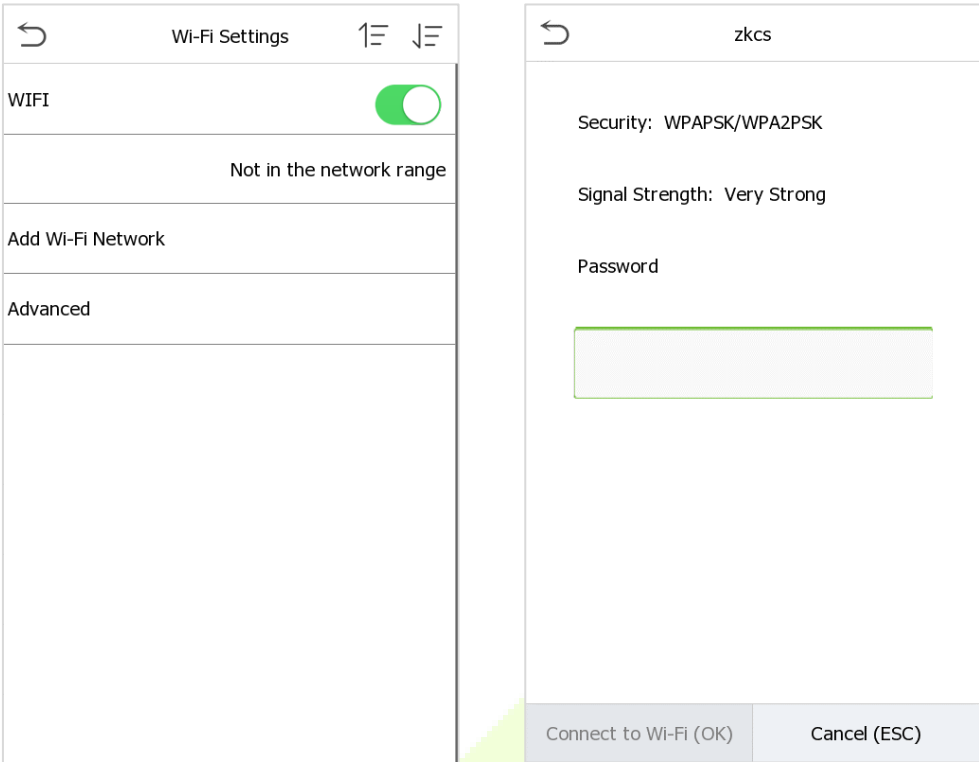 Wi-Fi Settings
WIFI
Not in the network range
Add Wi-Fi Network
Advanced
zkcs
Security: WPAPSK/WPA2PSK
Signal Strength: Very Strong
Password
Connect to Wi-Fi (OK)
Cancel (ESC)